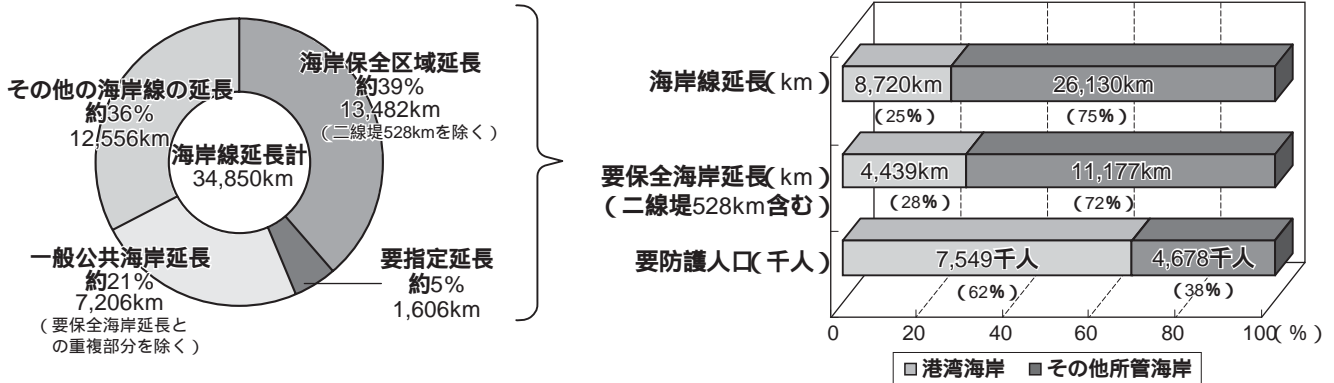 海岸保全区域延長
約39%
13,482km
（二線堤528kmを除く）
その他の海岸線の延長
約36%
12,556km
海岸線延長計
34,850km
一般公共海岸延長
約21%
7,206km
（要保全海岸延長と
の重複部分を除く）
要指定延長
約5%
1,606km
海岸線延長（km）
8,720km
26,130km
（25%）
（75%）
要保全海岸延長（km）
（二線堤528km含む）
4,439km
11,177km
（28%）
（72%）
要防護人口（千人）
7,549千人
4,678千人
（62%）
（38%）
0 20 40 60 80 100（%）
港湾海岸 その他所管海岸